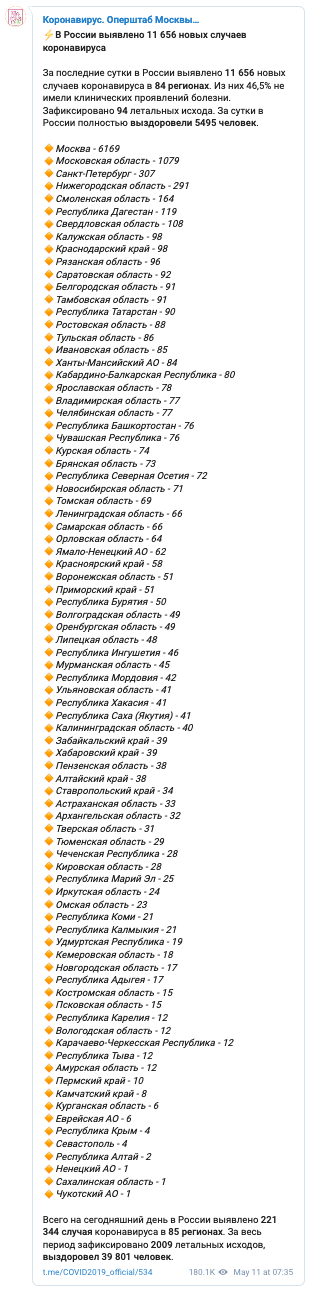 Коронавирус. Оперштаб Москвы...
⚡В России выявлено 11 656 новых случаев
коронавируса
За последние сутки в России выявлено 11 656 новых
случаев коронавируса в 84 регионах. Из них 46,5% не
имели клинических проявлений болезни.
Зафиксировано 94 летальных исхода. За сутки в
России полностью выздоровели 5495 человек.
🔸Москва - 6169
🔸Московская область - 1079
🔸Санкт-Петербург - 307
🔸Нижегородская область - 291
🔸Смоленская область - 164
🔸Республика Дагестан - 119
🔸Свердловская область - 108
🔸Калужская область - 98
🔸Краснодарский край - 98
🔸Рязанская область - 96
🔸Саратовская область - 92
🔸Белгородская область - 91
🔸Тамбовская область - 91
🔸Республика Татарстан - 90
🔸Ростовская область - 88
🔸Тульская область - 86
🔸Ивановская область - 85
🔸Ханты-Мансийский АО - 84
🔸Кабардино-Балкарская Республика - 80
🔸Ярославская область - 78
🔸Владимирская область - 77
🔸Челябинская область - 77
🔸Республика Башкортостан - 76
🔸Чувашская Республика - 76
🔸Курская область - 74
🔸Брянская область - 73
🔸Республика Северная Осетия - 72
🔸Новосибирская область - 71
🔸Томская область - 69
🔸Ленинградская область - 66
🔸Самарская область - 66
🔸Орловская область - 64
🔸Ямало-Ненецкий АО - 62
🔸Красноярский край - 58
🔸Воронежская область - 51
🔸Приморский край - 51
🔸Республика Бурятия - 50
🔸Волгоградская область - 49
🔸Оренбургская область - 49
🔸Липецкая область - 48
🔸Республика Ингушетия - 46
🔸Мурманская область - 45
🔸Республика Мордовия - 42
🔸Ульяновская область - 41
🔸Республика Хакасия - 41
🔸Республика Саха (Якутия) - 41
🔸Калининградская область - 40
🔸Забайкальский край - 39
🔸Хабаровский край - 39
🔸Пензенская область - 38
🔸Алтайский край - 38
🔸Ставропольский край - 34
🔸Астраханская область - 33
🔸Архангельская область - 32
🔸Тверская область - 31
🔸Тюменская область - 29
🔸Чеченская Республика - 28
🔸Кировская область - 28
🔸Республика Марий Эл - 25
🔸Иркутская область - 24
🔸Омская область - 23
🔸Республика Коми - 21
🔸Республика Калмыкия - 21
🔸Удмуртская Республика - 19
🔸Кемеровская область - 18
🔸Новгородская область - 17
🔸Республика Адыгея - 17
🔸Костромская область - 15
🔸Псковская область - 15
🔸Республика Карелия - 12
🔸Вологодская область - 12
🔸Карачаево-Черкесская Республика - 12
🔸Республика Тыва - 12
🔸Амурская область - 12
🔸Пермский край - 10
🔸Камчатский край - 8
🔸Курганская область - 6
🔸Еврейская АО - 6
🔸Республика Крым - 4
🔸Севастополь - 4
🔸Республика Алтай - 2
🔸Ненецкий АО - 1
🔸Сахалинская область - 1
🔸Чукотский АО - 1
Всего на сегодняшний день в России выявлено 221
344 случая коронавируса в 85 регионах. За весь
период зафиксировано 2009 летальных исходов,
выздоровел 39 801 человек.
t.me/COVID2019_official/534 180.1K May 11 at 07:35